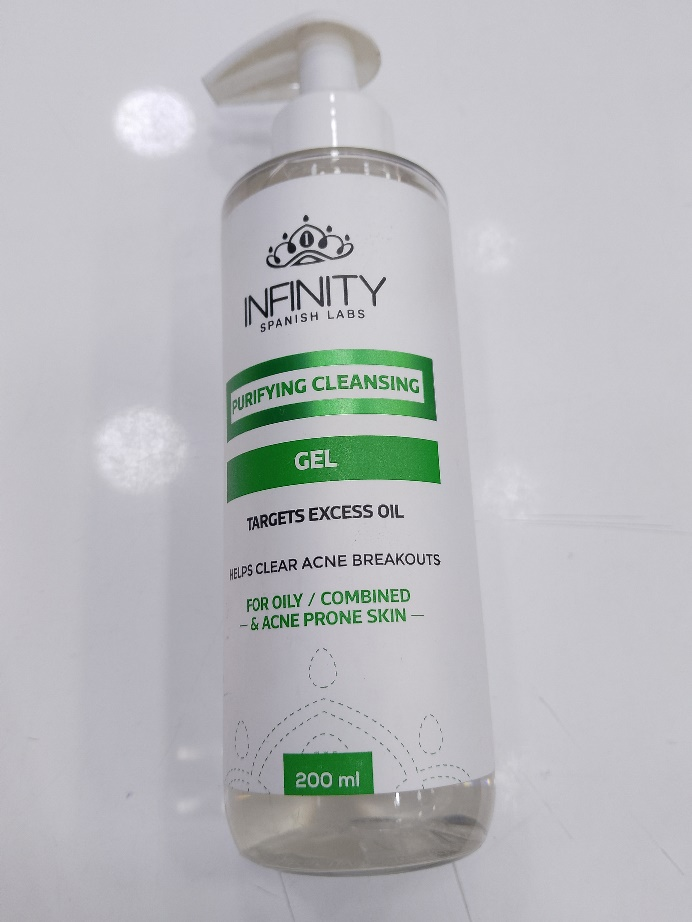 INFINITY
SPANISH LABS
PURIFYING CLEANSING
GEL
TARGETS EXCESS OIL
HELPS CLEAR ACNE BREAKOUTS
FOR OILY / COMBINED
– & ACNE PRONE SKIN –
200 ml